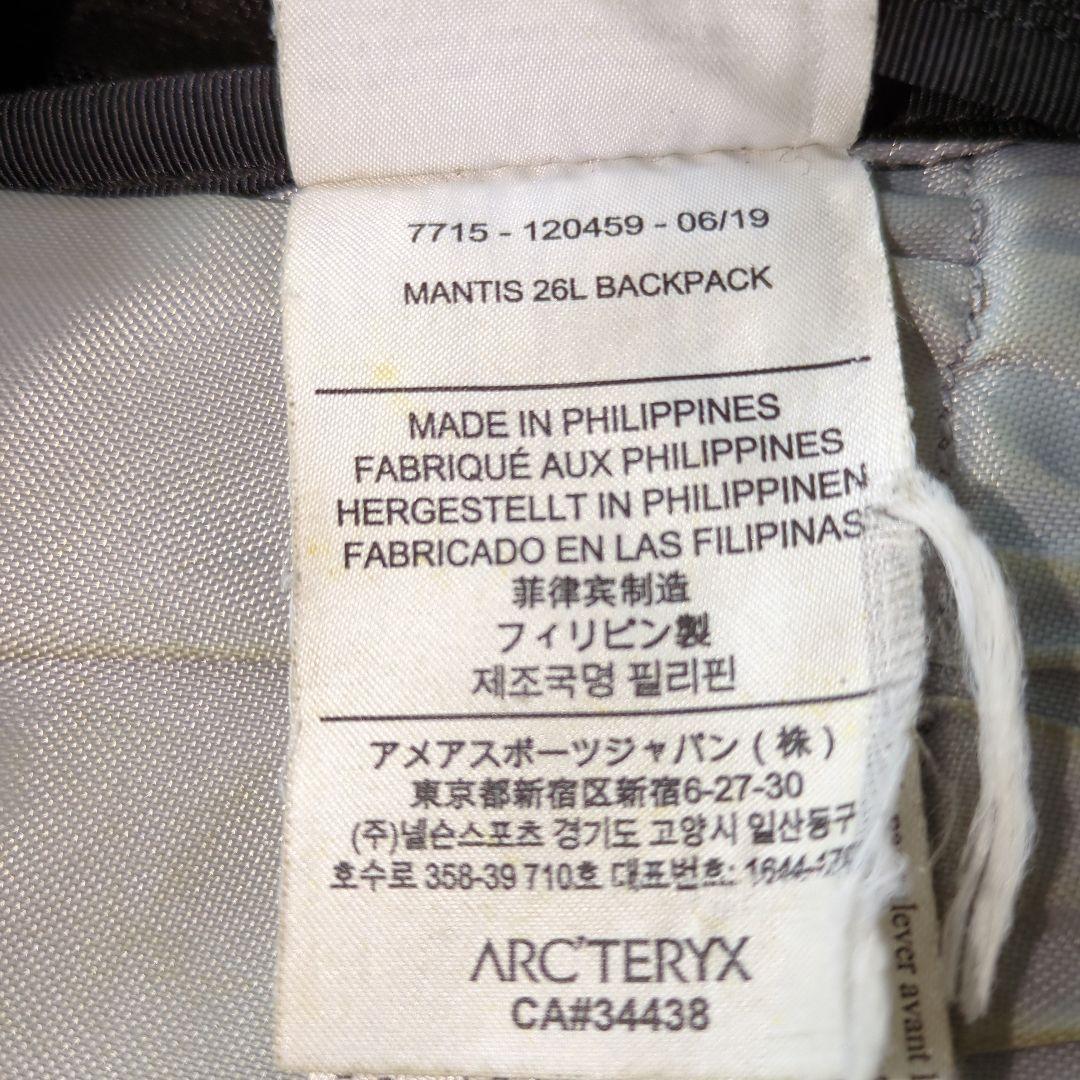 7715 - 120459 - 06/19
MANTIS 26L BACKPACK
MADE IN PHILIPPINES
FABRIQUÉ AUX PHILIPPINES
HERGESTELLT IN PHILIPPINEN
FABRICADO EN LAS FILIPINAS
菲律宾制造
フィリピン製
제조국명 필리핀
アメアスポーツジャパン(株)
東京都新宿区新宿6-27-30
(주)넬슨스포츠 경기도 고양시 일산동구
호수로 358-39 710호 대표번호:
ARC'TERYX
CA#34438
lever avant